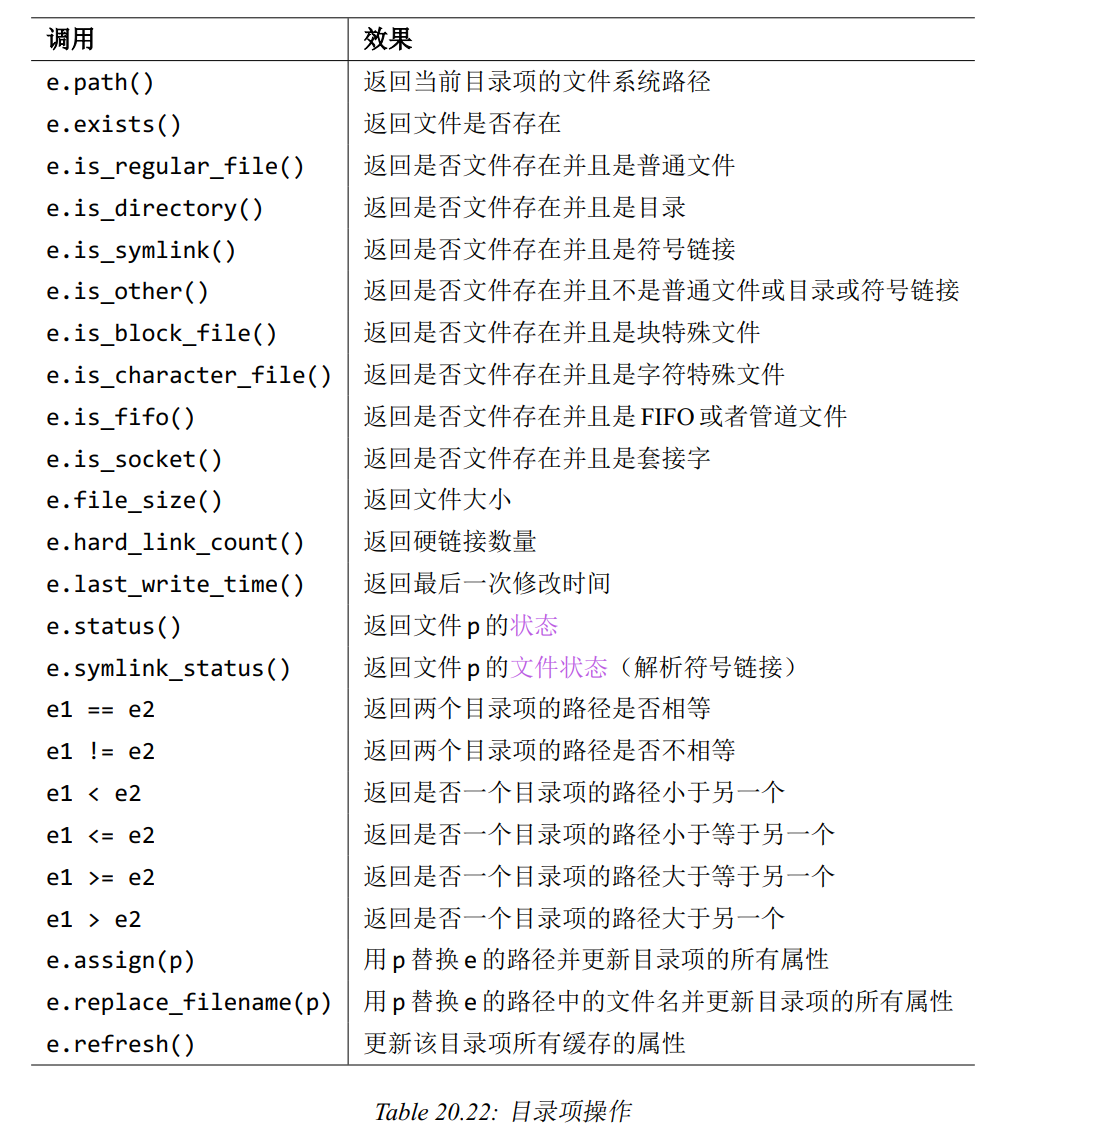 调用 效果
e.path() 返回当前目录项的文件系统路径
e.exists() 返回文件是否存在
e.is_regular_file() 返回是否文件存在并且是普通文件
e.is_directory() 返回是否文件存在并且是目录
e.is_symlink() 返回是否文件存在并且是符号链接
e.is_other() 返回是否文件存在并且不是普通文件或目录或符号链接
e.is_block_file() 返回是否文件存在并且是块特殊文件
e.is_character_file() 返回是否文件存在并且是字符特殊文件
e.is_fifo() 返回是否文件存在并且是 FIFO 或者管道文件
e.is_socket() 返回是否文件存在并且是套接字
e.file_size() 返回文件大小
e.hard_link_count() 返回硬链接数量
e.last_write_time() 返回最后一次修改时间
e.status() 返回文件 p 的状态
e.symlink_status() 返回文件 p 的文件状态（解析符号链接）
e1 == e2 返回两个目录项的路径是否相等
e1 != e2 返回两个目录项的路径是否不相等
e1 < e2 返回是否一个目录项的路径小于另一个
e1 <= e2 返回是否一个目录项的路径小于等于另一个
e1 >= e2 返回是否一个目录项的路径大于等于另一个
e1 > e2 返回是否一个目录项的路径大于另一个
e.assign(p) 用 p 替换 e 的路径并更新目录项的所有属性
e.replace_filename(p) 用 p 替换 e 的路径中的文件名并更新目录项的所有属性
e.refresh() 更新该目录项所有缓存的属性
Table 20.22: 目录项操作